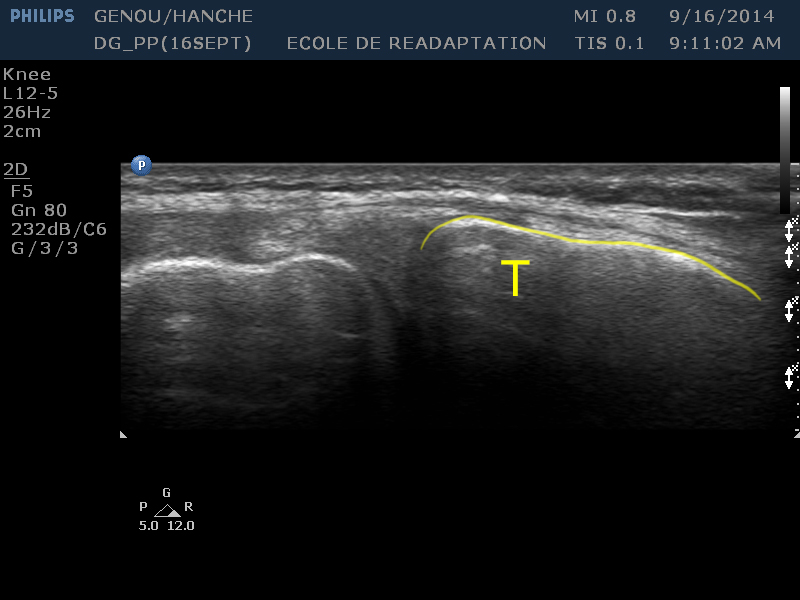 PHILIPS GENOU/HANCHE MI 0.8 9/16/2014
DG_PP(16SEPT) ECOLE DE READAPTATION TIS 0.1 9:11:02 AM
Knee
L12-5
26Hz
2cm
2D
F5
Gn 80
232dB/C6
G/3/3
P
T
G
P R
5.0 12.0